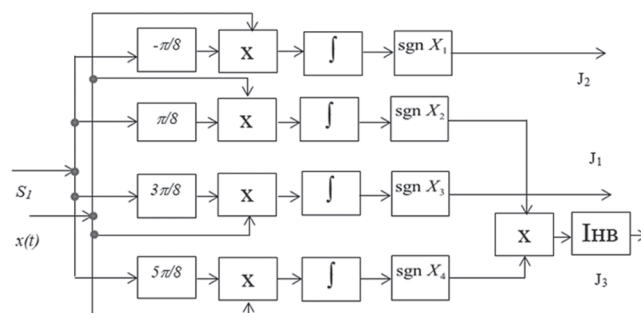 -π/8 X ∫ sgn X₁
J₂
π/8 X ∫ sgn X₂
J₁
S₁
3π/8 X ∫ sgn X₃
x(t)
X Інв
J₃
5π/8 X ∫ sgn X₄